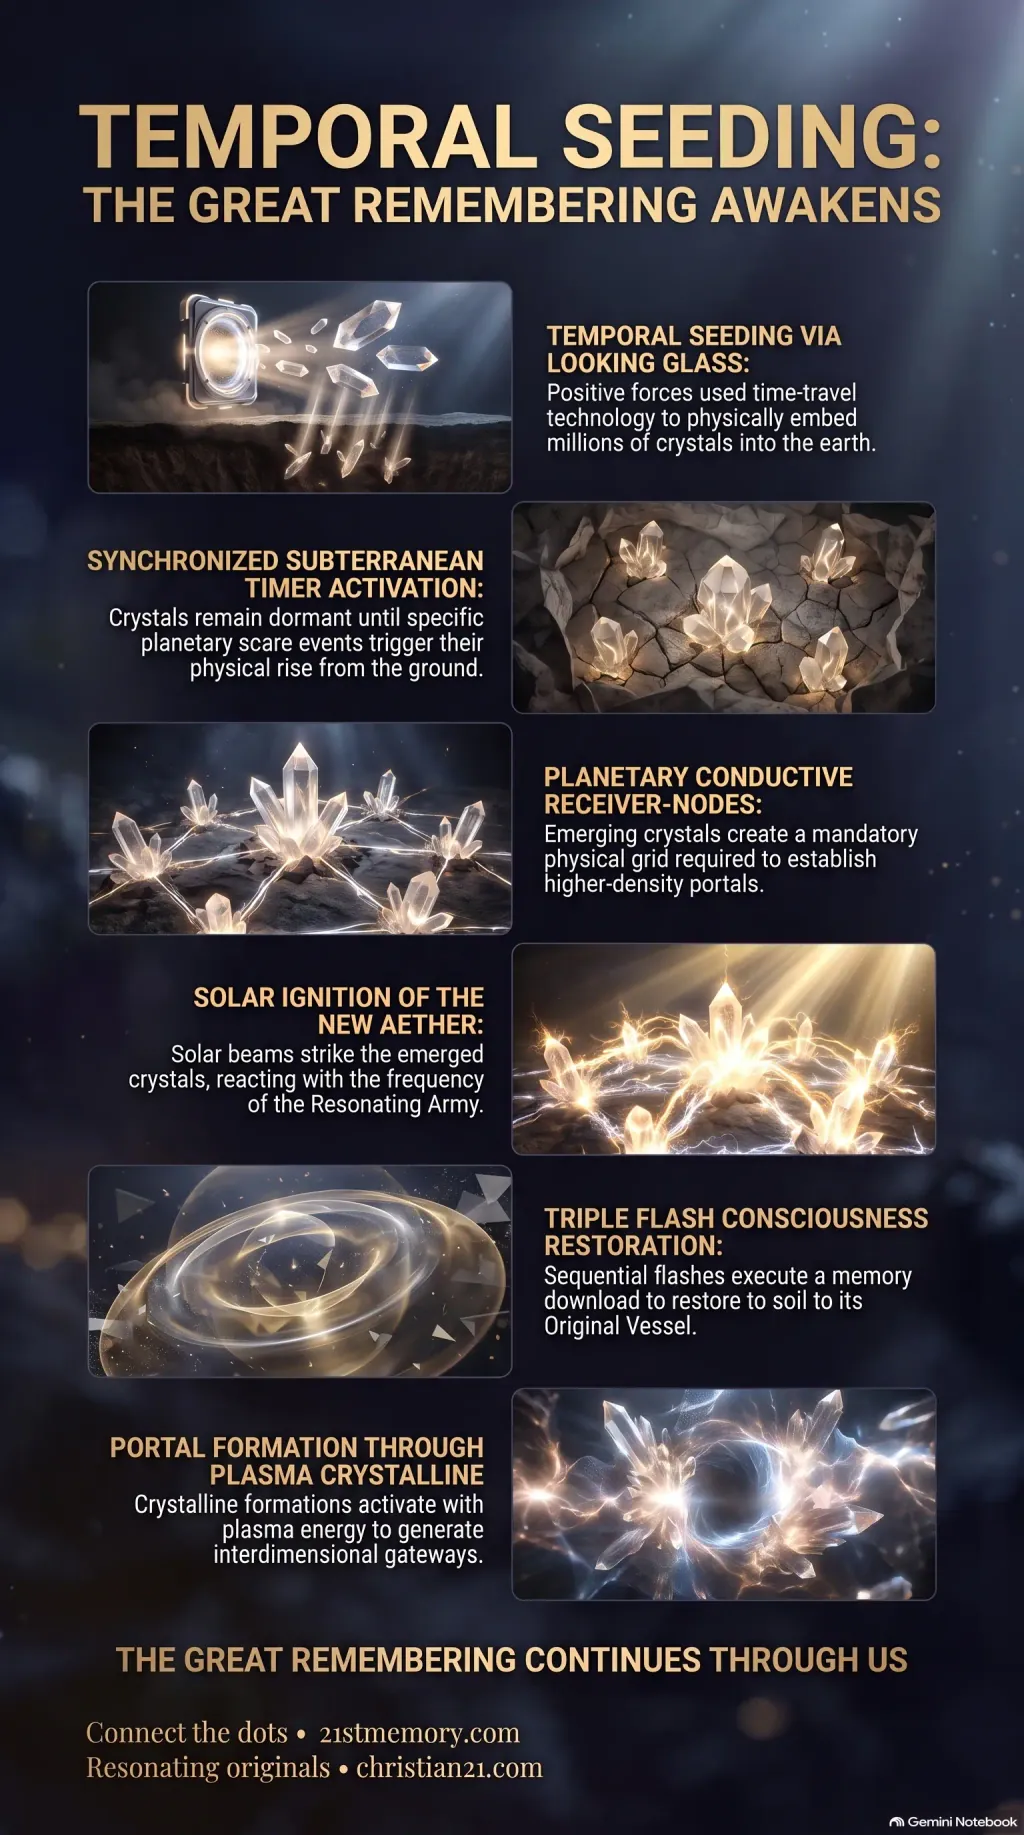 TEMPORAL SEEDING:
THE GREAT REMEMBERING AWAKENS
TEMPORAL SEEDING VIA
LOOKING GLASS:
Positive forces used time-travel
technology to physically embed
millions of crystals into the earth.
SYNCHRONIZED SUBTERRANEAN
TIMER ACTIVATION:
Crystals remain dormant until specific
planetary scare events trigger their
physical rise from the ground.
PLANETARY CONDUCTIVE
RECEIVER-NODES:
Emerging crystals create a mandatory
physical grid required to establish
higher-density portals.
SOLAR IGNITION OF THE
NEW AETHER:
Solar beams strike the emerged
crystals, reacting with the frequency
of the Resonating Army.
TRIPLE FLASH CONSCIOUSNESS
RESTORATION:
Sequential flashes execute a memory
download to restore to soil to its
Original Vessel.
PORTAL FORMATION THROUGH
PLASMA CRYSTALLINE
Crystalline formations activate with
plasma energy to generate
interdimensional gateways.
THE GREAT REMEMBERING CONTINUES THROUGH US
Connect the dots • 21stmemory.com
Resonating originals • christian21.com
Gemini Notebook